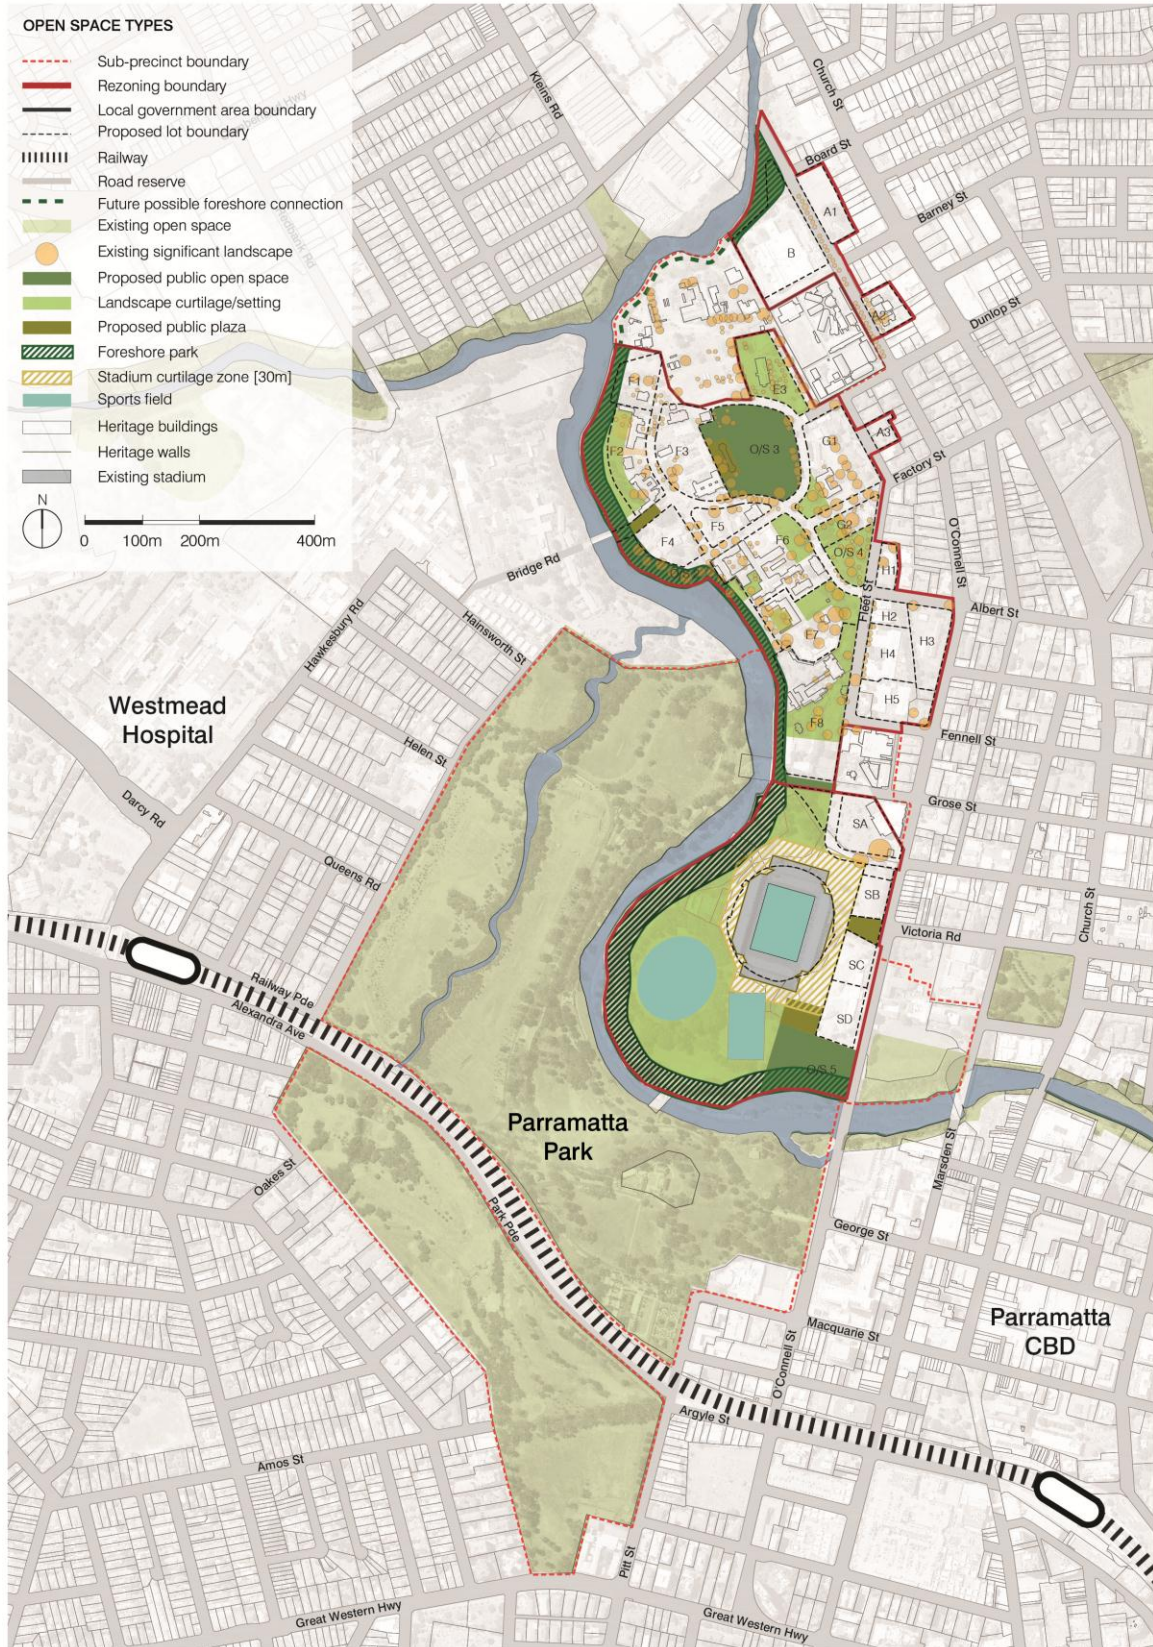 OPEN SPACE TYPES
Sub-precinct boundary
Rezoning boundary
Local government area boundary
Proposed lot boundary
Railway
Road reserve
Future possible foreshore connection
Existing open space
Existing significant landscape
Proposed public open space
Landscape curtilage/setting
Proposed public plaza
Foreshore park
Stadium curtilage zone [30m]
Sports field
Heritage buildings
Heritage walls
Existing stadium
N
0 100m 200m 400m
Kleins Rd
Church St
Board St
Barney St
A1
B
A2
Dunlop St
E3
F1
A3
G1
F2
F3
O/S 3
Factory St
G2
F5
F6
F4
O/S 4
O'Connell St
Bridge Rd
H1
Fleet St
Albert St
H2
H3
Hainsworth St
Hawkesbury Rd
H4
H5
F8
Westmead
Hospital
Helen St
Fennell St
Grose St
Darcy Rd
SA
Queens Rd
SB
Church St
Victoria Rd
SC
Railway Pde
Alexandra Ave
SD
O/S 5
Parramatta
Park
Marsden St
Oakes St
Park Pde
George St
Macquarie St
Parramatta
CBD
O'Connell St
Argyle St
Amos St
Pitt St
Great Western Hwy
Great Western Hwy